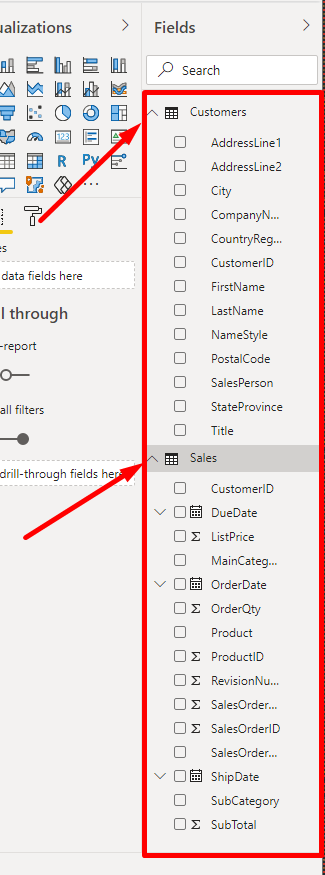 ualizations
Fields
Search
Customers
AddressLine1
AddressLine2
City
CompanyN...
CountryReg...
CustomerID
FirstName
LastName
NameStyle
PostalCode
SalesPerson
StateProvince
Title
Sales
CustomerID
DueDate
ListPrice
MainCateg...
OrderDate
OrderQty
Product
ProductID
RevisionNu...
SalesOrder...
SalesOrderID
SalesOrder...
ShipDate
SubCategory
SubTotal
123
R Py
...
es
data fields here
l through
-report
all filters
drill-through fields here